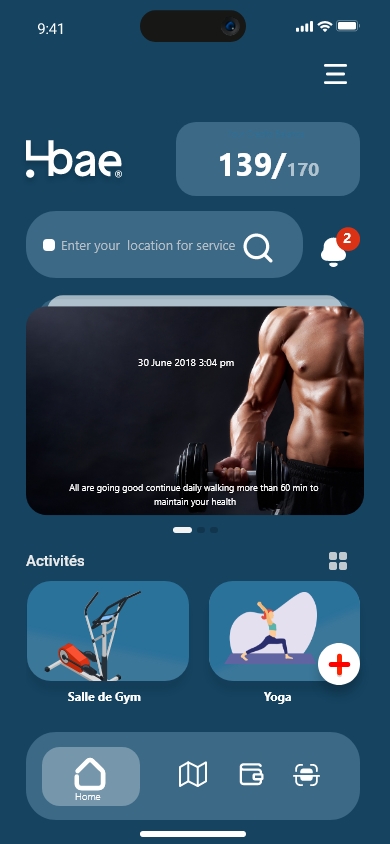 9:41
Hbae®
139/170
Enter your location for service
2
30 June 2018 3:04 pm
All are going good continue daily walking more than 60 min to
maintain your health
Activités
Salle de Gym
Yoga
Home